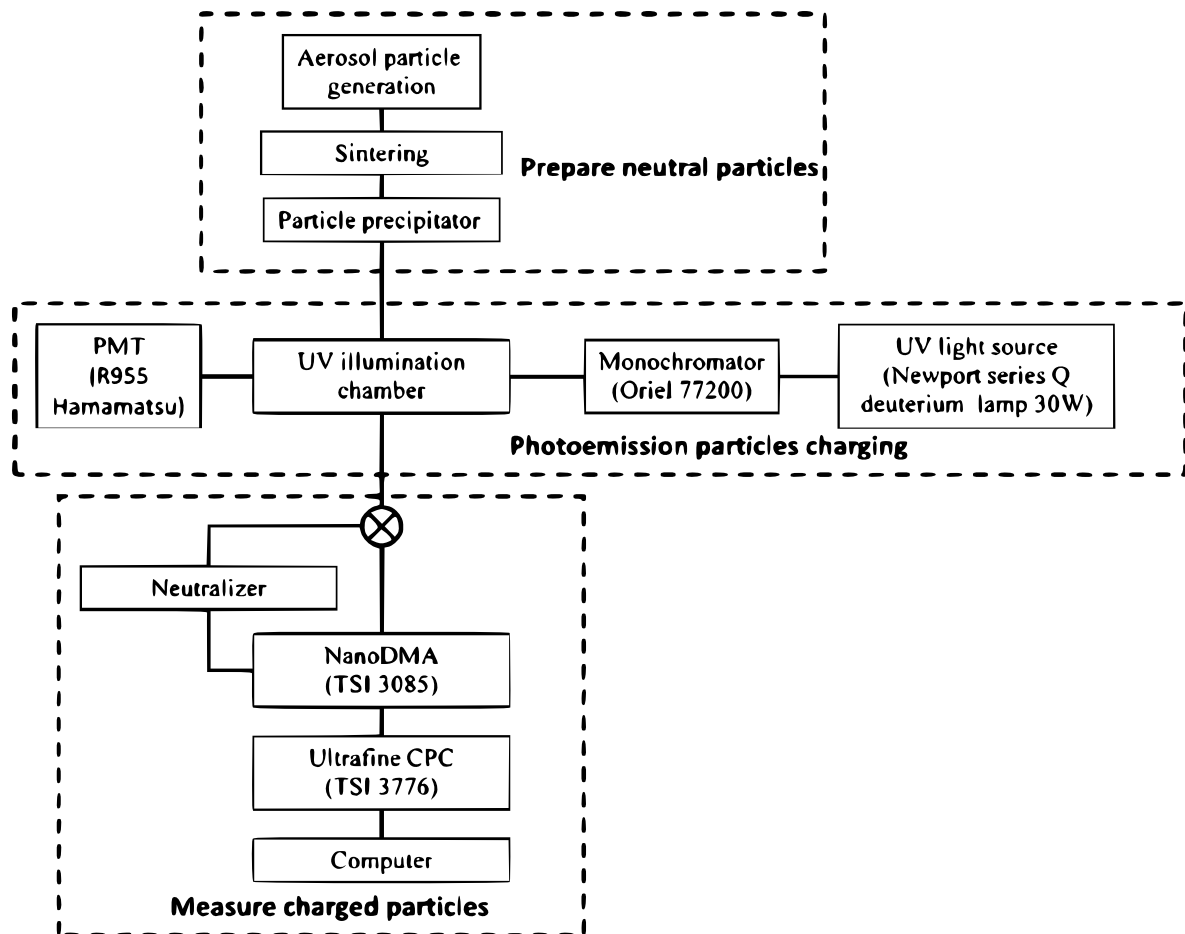 Aerosol particle
generation
Sintering
Prepare neutral particles
Particle precipitator
PMT
(R955
Hamamatsu)
UV illumination
chamber
Monochromator
(Oriel 77200)
UV light source
(Newport series Q
deuterium lamp 30W)
Photoemission particles charging
Neutralizer
NanoDMA
(TSI 3085)
Ultrafine CPC
(TSI 3776)
Computer
Measure charged particles